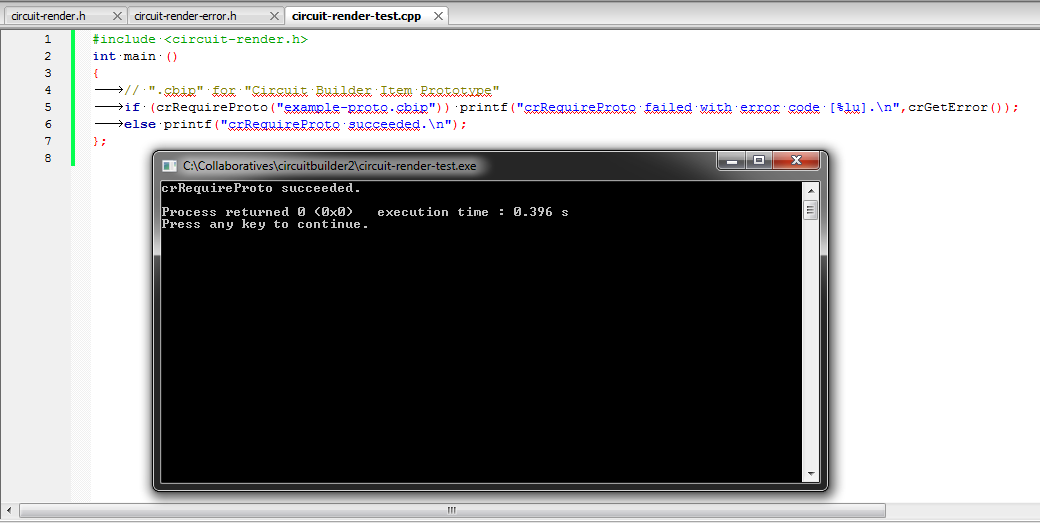 circuit-render.h circuit-render-error.h circuit-render-test.cpp
1 #include <circuit-render.h>
2 int main ()
3 {
4 // ".cbip" for "Circuit Builder Item Prototype"
5 if (crRequireProto("example-proto.cbip")) printf("crRequireProto failed with error code [%lu].\n",crGetError());
6 else printf("crRequireProto succeeded.\n");
7 };
8
C:\Collaboratives\circuitbuilder2\circuit-render-test.exe
crRequireProto succeeded.
Process returned 0 (0x0) execution time : 0.396 s
Press any key to continue.